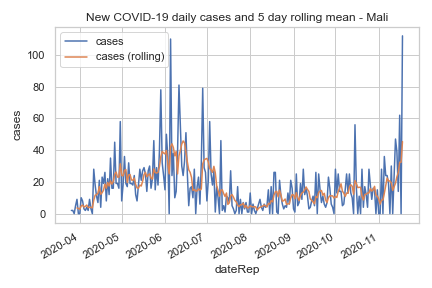 New COVID-19 daily cases and 5 day rolling mean - Mali
cases
cases (rolling)
cases
100
80
60
40
20
0
2020-04
2020-05
2020-06
2020-07
2020-08
2020-09
2020-10
2020-11
dateRep